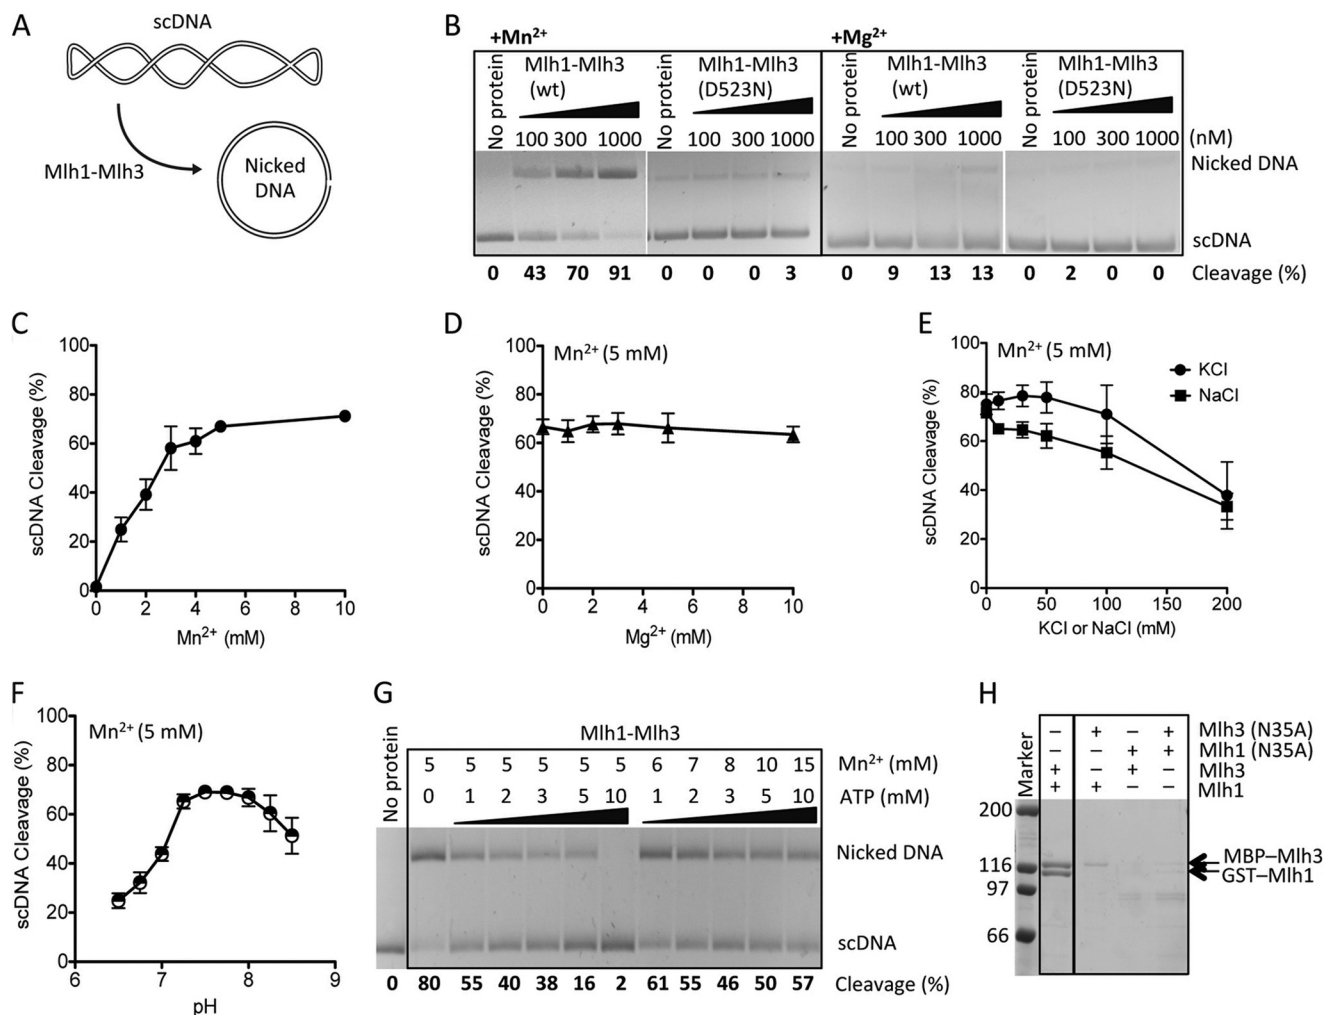 A
scDNA
Mlh1-Mlh3
Nicked
DNA
B
+Mn²⁺
+Mg²⁺
No protein
Mlh1-Mlh3
(wt)
No protein
Mlh1-Mlh3
(D523N)
No protein
Mlh1-Mlh3
(wt)
No protein
Mlh1-Mlh3
(D523N)
100 300 1000 100 300 1000 100 300 1000 100 300 1000 (nM)
Nicked DNA
scDNA
0 43 70 91 0 0 0 3 0 9 13 13 0 2 0 0 Cleavage (%)
C
scDNA Cleavage (%)
100
80
60
40
20
0
0 2 4 6 8 10
Mn²⁺ (mM)
D
Mn²⁺ (5 mM)
scDNA Cleavage (%)
100
80
60
40
20
0
0 2 4 6 8 10
Mg²⁺ (mM)
E
Mn²⁺ (5 mM)
KCl
NaCl
scDNA Cleavage (%)
100
80
60
40
20
0
0 50 100 150 200
KCl or NaCl (mM)
F
Mn²⁺ (5 mM)
scDNA Cleavage (%)
100
80
60
40
20
0
6 7 8 9
pH
G
No protein
Mlh1-Mlh3
5 5 5 5 5 5 6 7 8 10 15 Mn²⁺ (mM)
0 1 2 3 5 10 1 2 3 5 10 ATP (mM)
Nicked DNA
scDNA
0 80 55 40 38 16 2 61 55 46 50 57 Cleavage (%)
H
Marker
– + – + Mlh3 (N35A)
– – + + Mlh1 (N35A)
+ – + – Mlh3
+ + – – Mlh1
200
116
97
66
MBP–Mlh3
GST–Mlh1